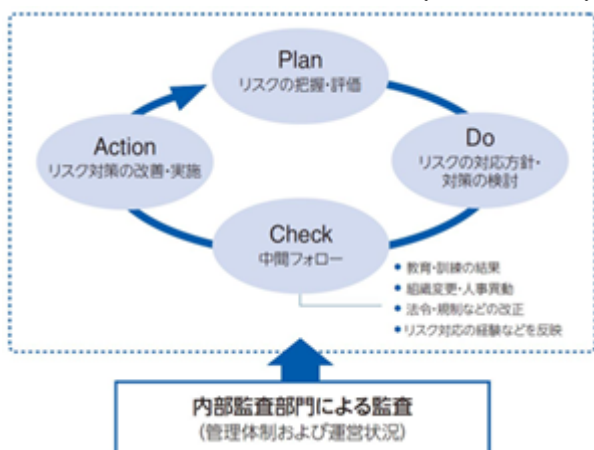 Plan
リスクの把握・評価
Action
リスク対策の改善・実施
Do
リスクの対応方針・
対策の検討
Check
中間フォロー
● 教育・訓練の結果
● 組織変更・人事異動
● 法令・規制などの改正
● リスク対応の経験などを反映
内部監査部門による監査
(管理体制および運営状況)